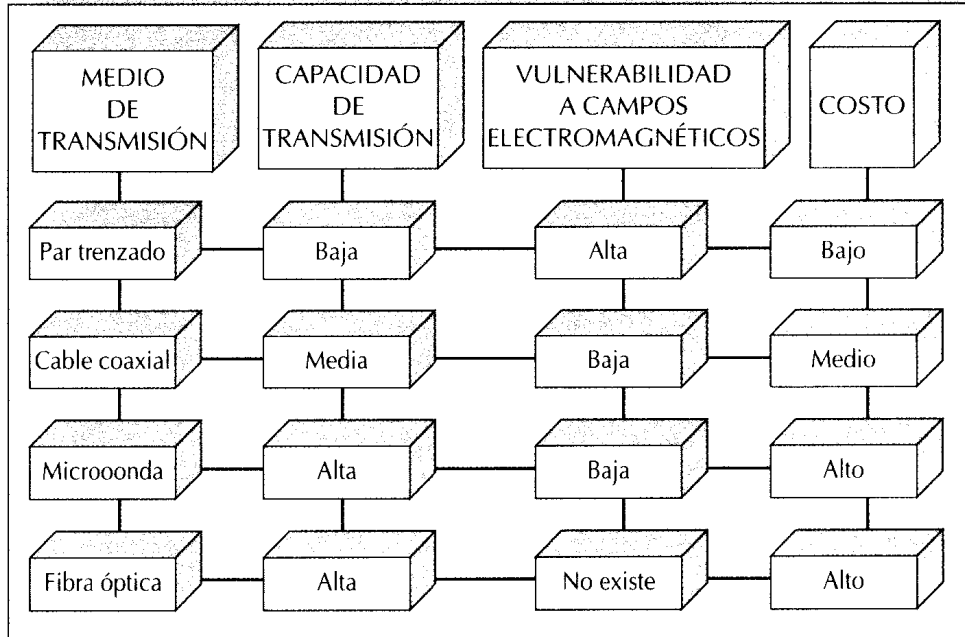 MEDIO
DE
TRANSMISIÓN
CAPACIDAD
DE
TRANSMISIÓN
VULNERABILIDAD
A CAMPOS
ELECTROMAGNÉTICOS
COSTO
Par trenzado
Baja
Alta
Bajo
Cable coaxial
Media
Baja
Medio
Microoonda
Alta
Baja
Alto
Fibra óptica
Alta
No existe
Alto